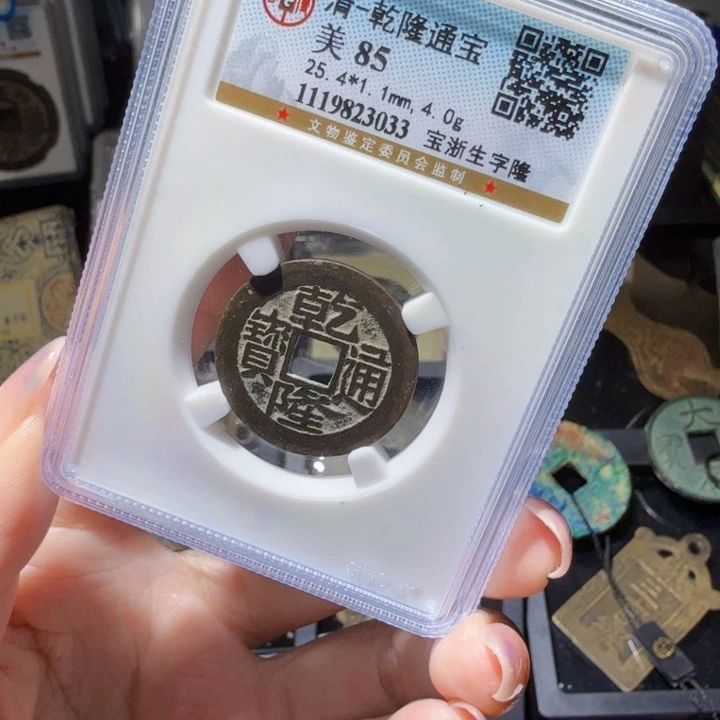 清-乾隆通宝
美 85
25.4*1.1mm, 4.0g
1119823033 宝浙生字隆
★ 文物鉴定委员会监制 ★
乾隆通寶
大